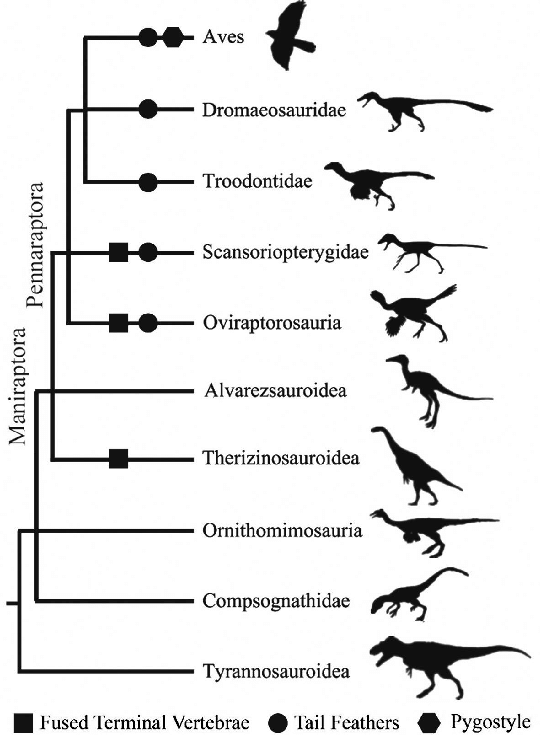 Aves
Dromaeosauridae
Troodontidae
Pennaraptora
Scansoriopterygidae
Oviraptorosauria
Maniraptora
Alvarezsauroidea
Therizinosauroidea
Ornithomimosauria
Compsognathidae
Tyrannosauroidea
Fused Terminal Vertebrae Tail Feathers Pygostyle